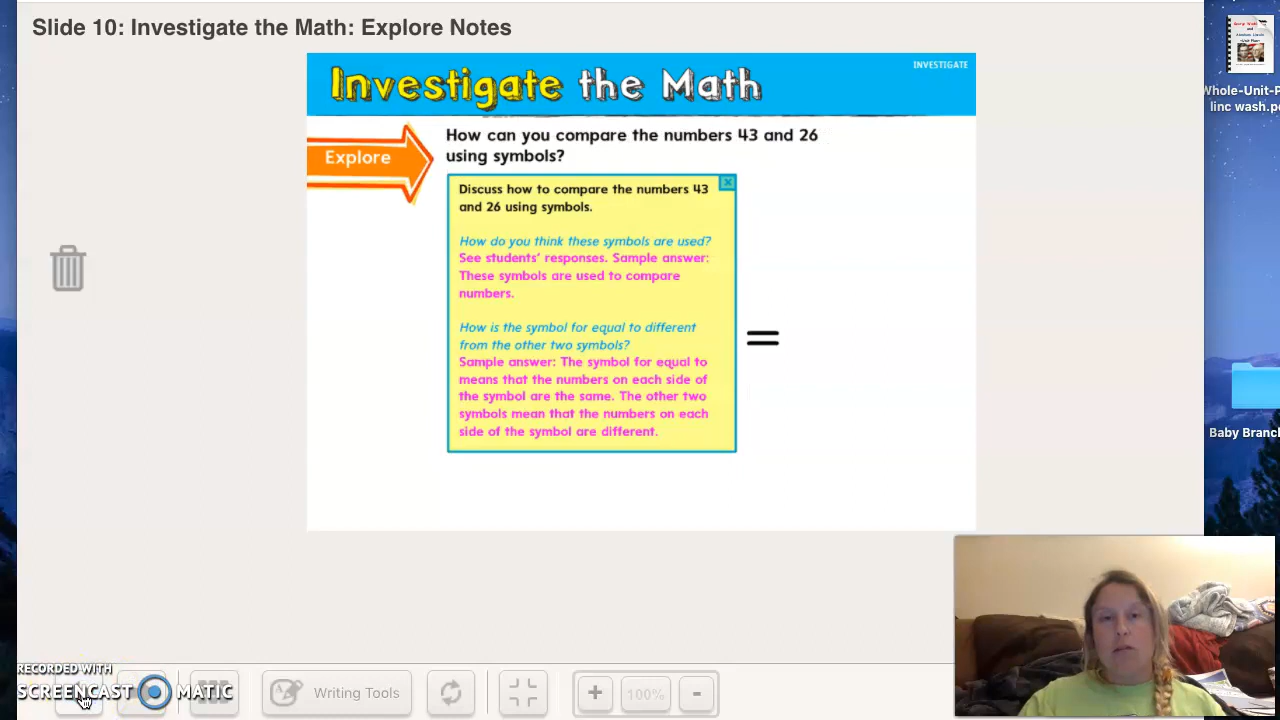 Slide 10: Investigate the Math: Explore Notes
INVESTIGATE
Investigate the Math
Explore
How can you compare the numbers 43 and 26
using symbols?
Discuss how to compare the numbers 43
and 26 using symbols.
How do you think these symbols are used?
See students' responses. Sample answer:
These symbols are used to compare
numbers.
How is the symbol for equal to different
from the other two symbols?
Sample answer: The symbol for equal to
means that the numbers on each side of
the symbol are the same. The other two
symbols mean that the numbers on each
side of the symbol are different.
=
Whole-Unit-P
linc wash.pc
Baby Branch
RECORDED WITH
SCREENCAST MATIC
Writing Tools
+ 100% -